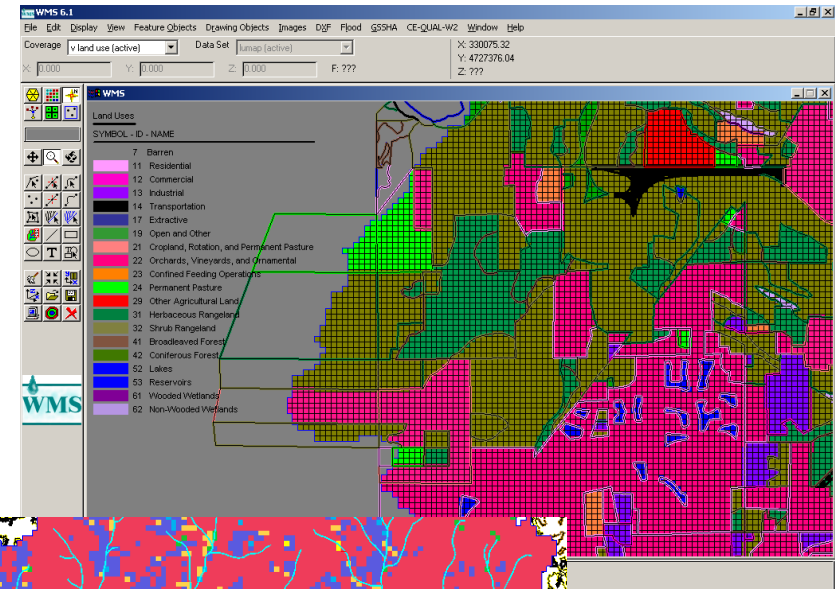 WMS 6.1
File Edit Display View Feature Objects Drawing Objects Images DXF Flood GSSHA CE-QUAL-W2 Window Help
Coverage v land use (active) Data Set lumap (active) X: 330075.32
Y: 4727376.04
X: 0.000 Y: 0.000 Z: 0.000 F: ??? Z: ???
WMS
Land Uses
SYMBOL - ID - NAME
7 Barren
11 Residential
12 Commercial
13 Industrial
14 Transportation
17 Extractive
19 Open and Other
21 Cropland, Rotation, and Permanent Pasture
22 Orchards, Vineyards, and Ornamental
23 Confined Feeding Operations
24 Permanent Pasture
29 Other Agricultural Land
31 Herbaceous Rangeland
32 Shrub Rangeland
41 Broadleaved Forest
42 Coniferous Forest
52 Lakes
53 Reservoirs
61 Wooded Wetlands
62 Non-Wooded Wetlands
T
WMS